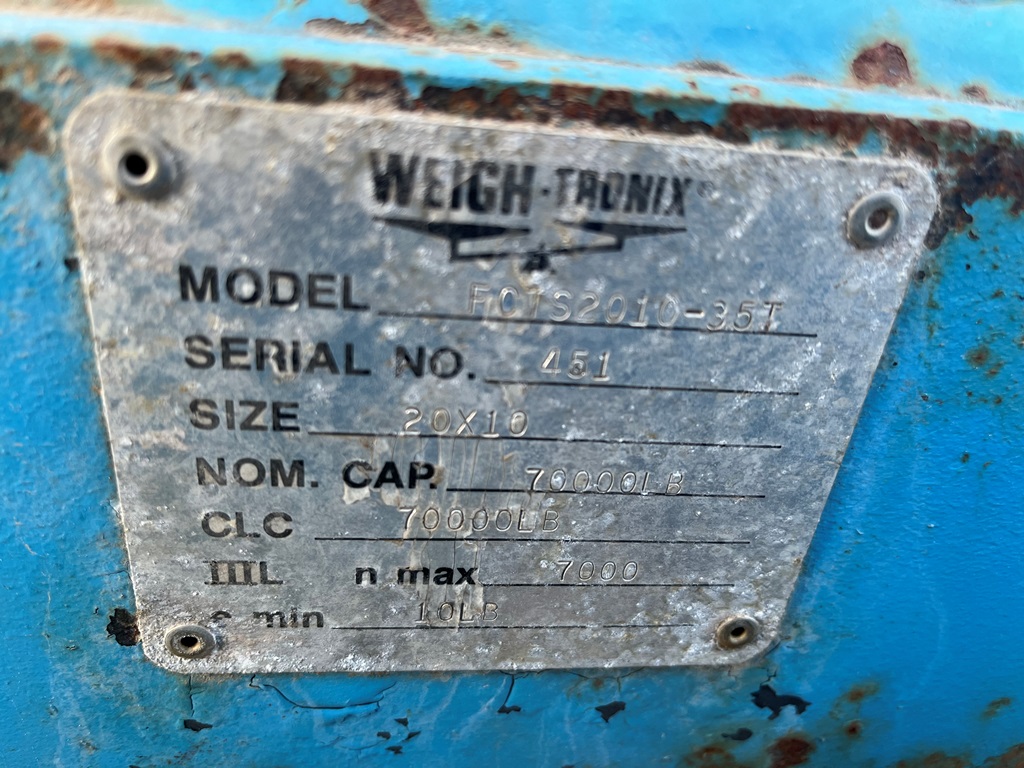 WEIGH-TRONIX®
MODEL FCTS2010-35T
SERIAL NO. 451
SIZE 20X10
NOM. CAP. 70000LB
CLC 70000LB
IIIL n max 7000
e min 10LB